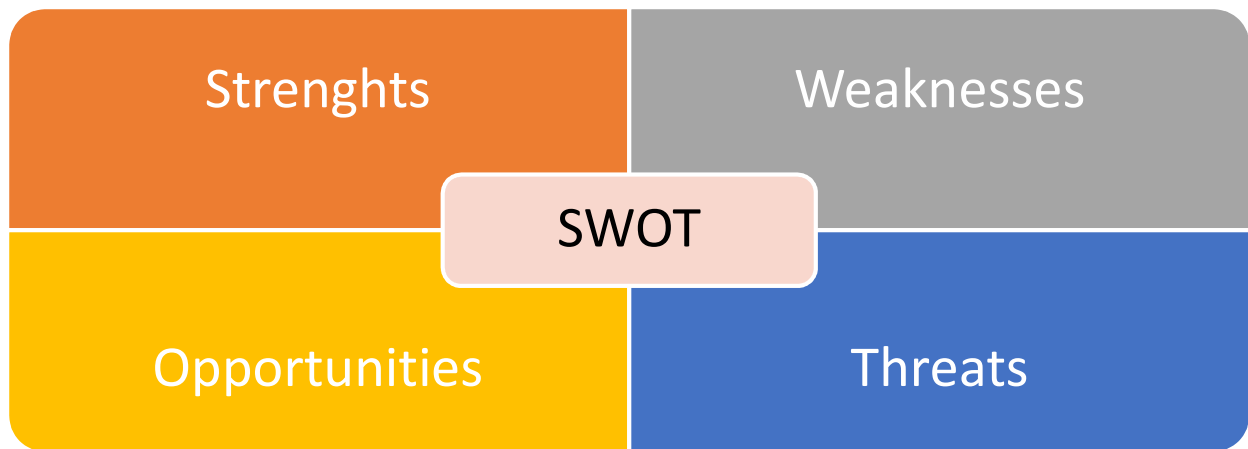 Strenghts
Weaknesses
SWOT
Opportunities
Threats